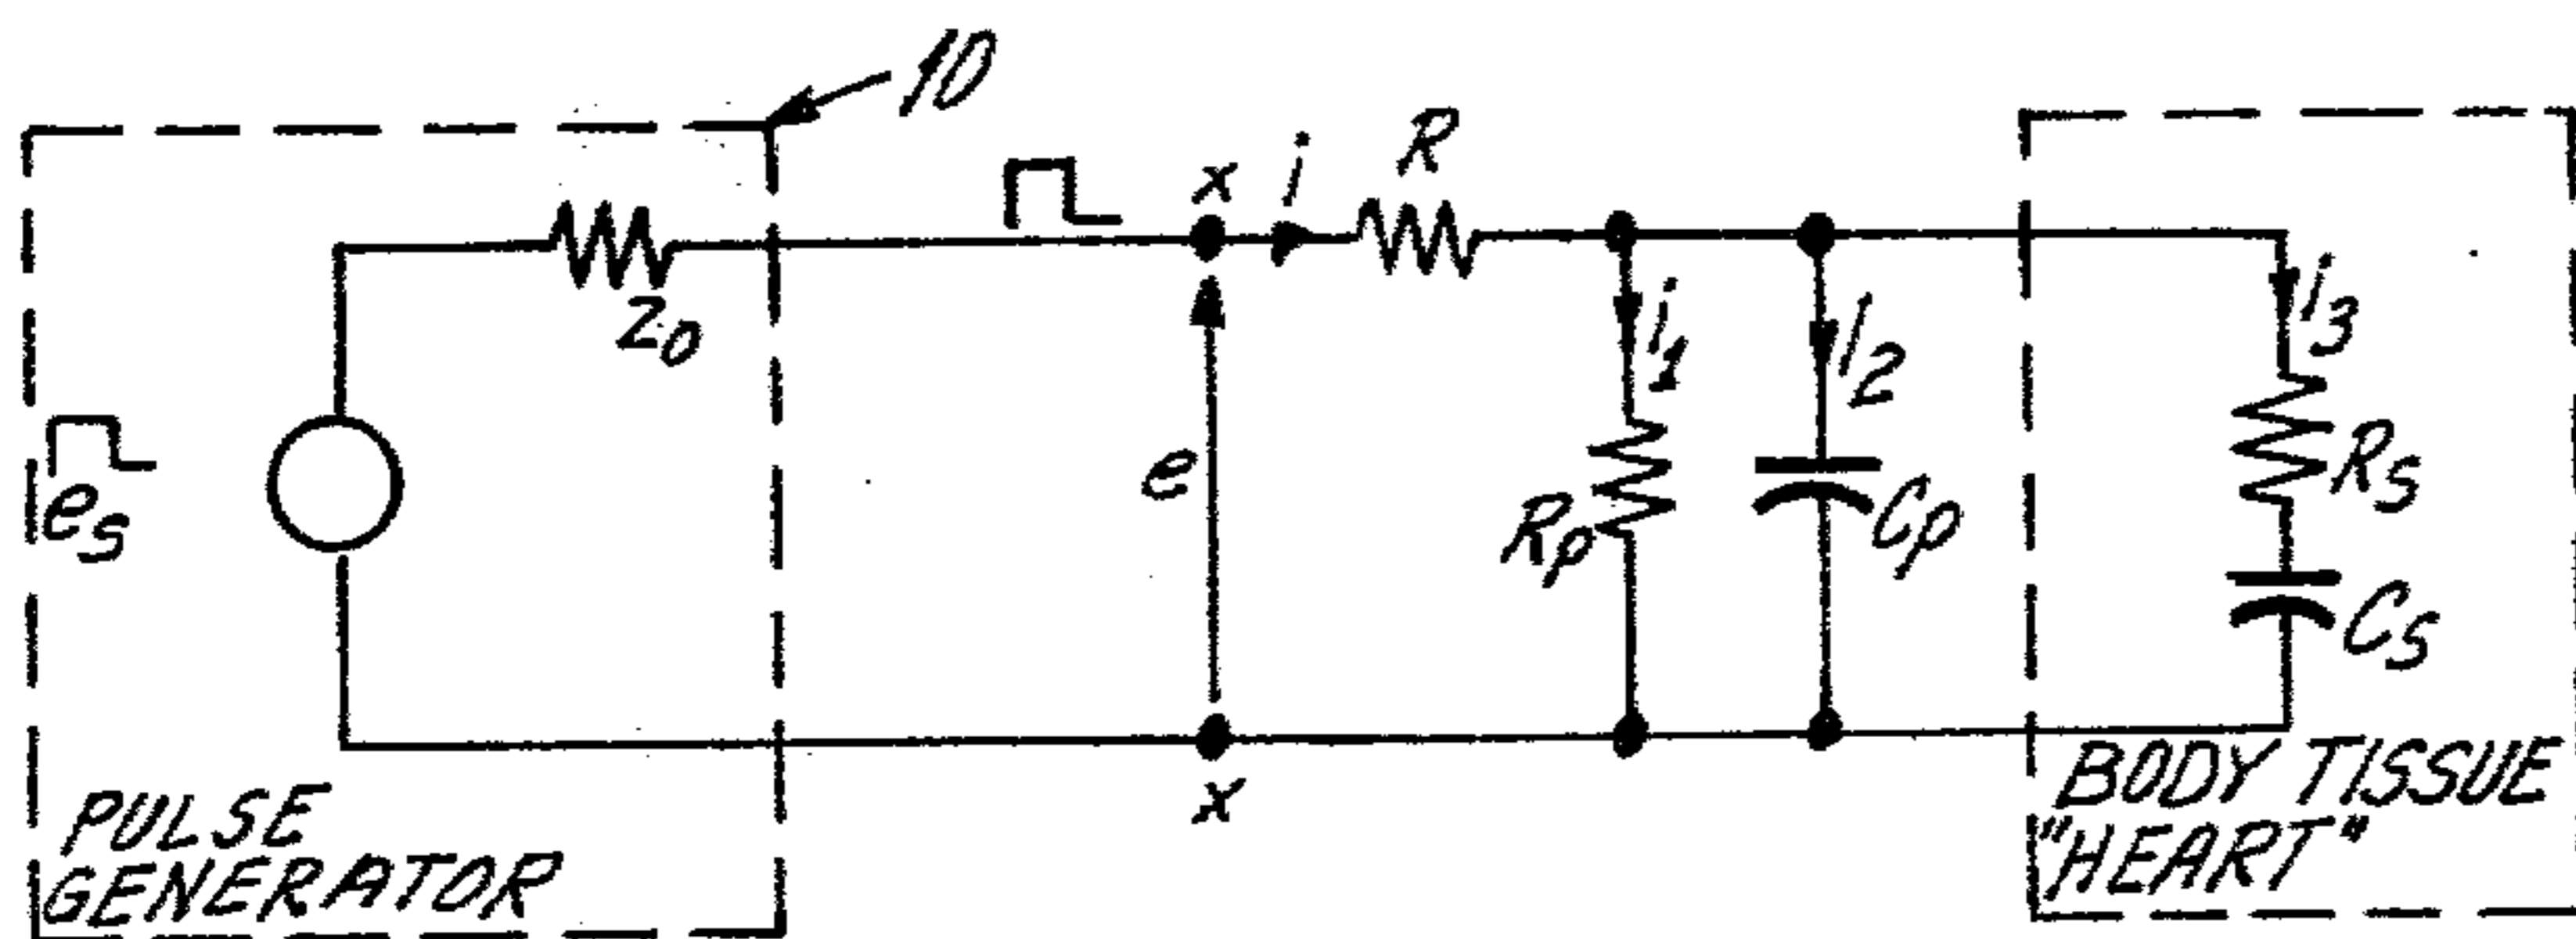 10
x
i
R
Z0
i1
i2
i3
es
e
Rp
Cp
Rs
Cs
x
PULSE
GENERATOR
BODY TISSUE
"HEART"